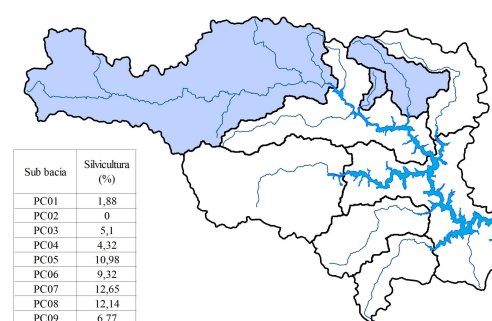 Sub bacia Silvicultura (%)
PC01 1,88
PC02 0
PC03 5,1
PC04 4,32
PC05 10,98
PC06 9,32
PC07 12,65
PC08 12,14
PC09 6,77